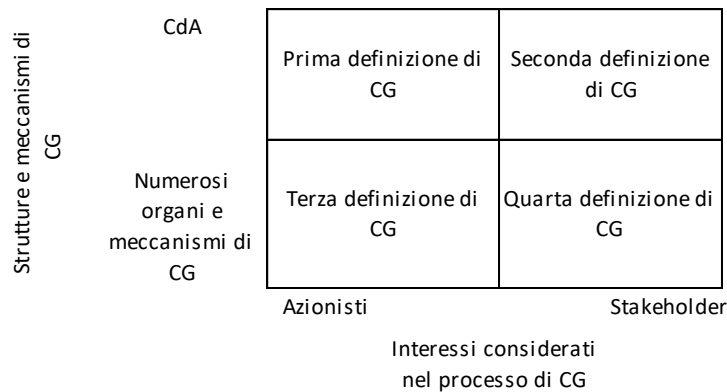 Strutture e meccanismi di
CG
CdA
Prima definizione di
CG
Seconda definizione
di CG
Numerosi
organi e
meccanismi di
CG
Terza definizione di
CG
Quarta definizione di
CG
Azionisti
Stakeholder
Interessi considerati
nel processo di CG